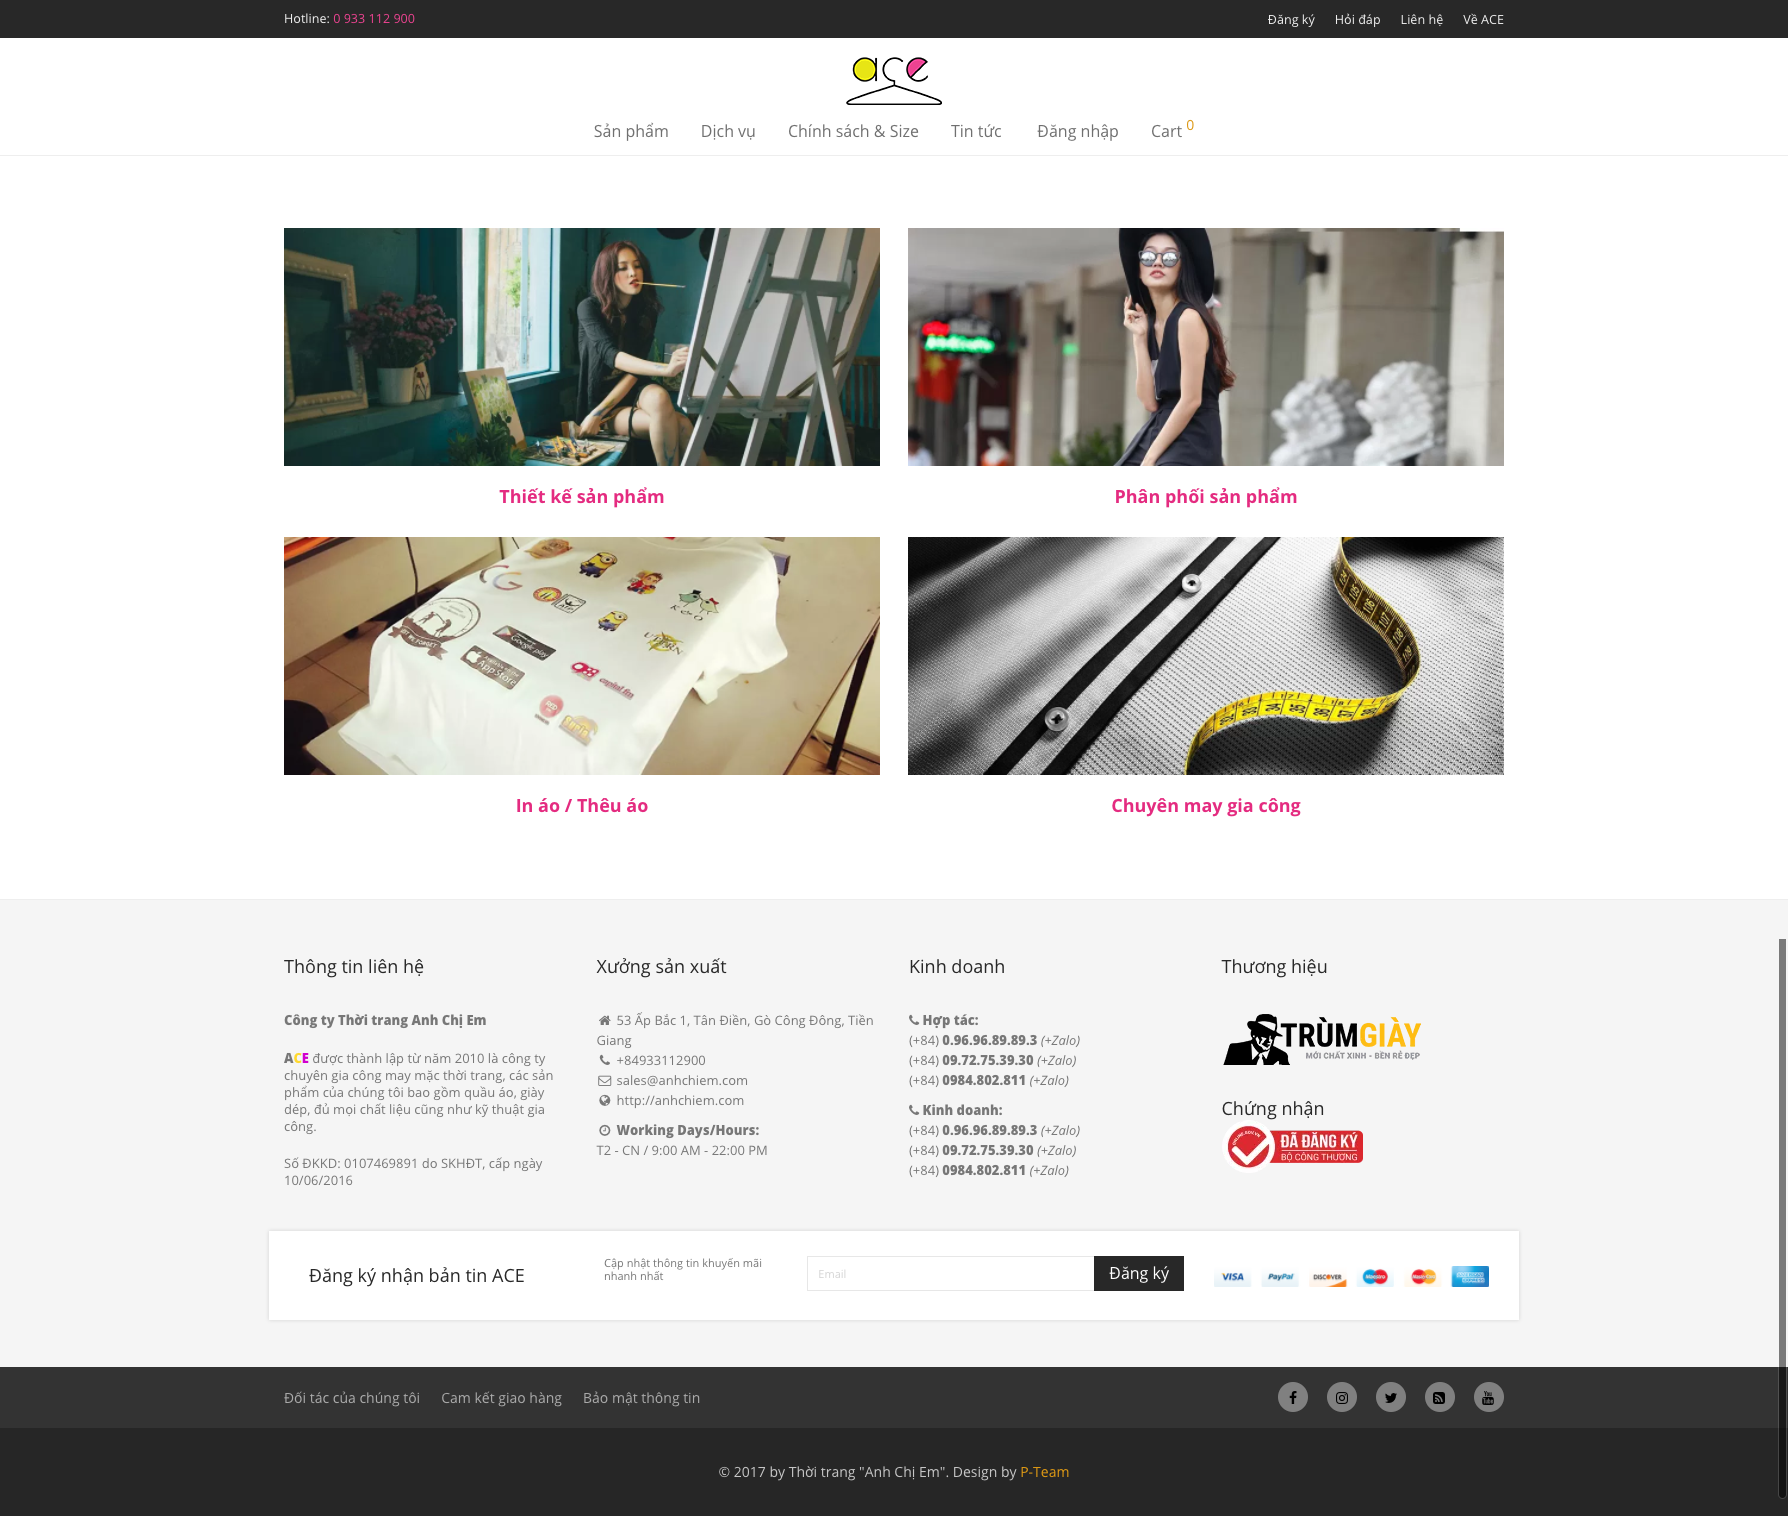 Hotline: 0 933 112 900
Đăng ký Hỏi đáp Liên hệ Về ACE
ace
Sản phẩm Dịch vụ Chính sách & Size Tin tức Đăng nhập Cart 0
Thiết kế sản phẩm
Phân phối sản phẩm
Google play
App Store
In áo / Thêu áo
Chuyên may gia công
Thông tin liên hệ
Công ty Thời trang Anh Chị Em
ACE được thành lập từ năm 2010 là công ty
chuyên gia công may mặc thời trang, các sản
phẩm của chúng tôi bao gồm quầu áo, giày
dép, đủ mọi chất liệu cũng như kỹ thuật gia
công.
Số ĐKKD: 0107469891 do SKHĐT, cấp ngày
10/06/2016
Xưởng sản xuất
53 Ấp Bắc 1, Tân Điền, Gò Công Đông, Tiền
Giang
+84933112900
sales@anhchiem.com
http://anhchiem.com
Working Days/Hours:
T2 - CN / 9:00 AM - 22:00 PM
Kinh doanh
Hợp tác:
(+84) 0.96.96.89.89.3 (+Zalo)
(+84) 09.72.75.39.30 (+Zalo)
(+84) 0984.802.811 (+Zalo)
Kinh doanh:
(+84) 0.96.96.89.89.3 (+Zalo)
(+84) 09.72.75.39.30 (+Zalo)
(+84) 0984.802.811 (+Zalo)
Thương hiệu
TRÙMGIÀY
MỚI CHẤT XINH - BỀN RẺ ĐẸP
Chứng nhận
ONLINE.GOV.VN
ĐÃ ĐĂNG KÝ
BỘ CÔNG THƯƠNG
Đăng ký nhận bản tin ACE
Cập nhật thông tin khuyến mãi
nhanh nhất
Email
Đăng ký
VISA PayPal DISCOVER Maestro MasterCard
Đối tác của chúng tôi Cam kết giao hàng Bảo mật thông tin
© 2017 by Thời trang "Anh Chị Em". Design by P-Team